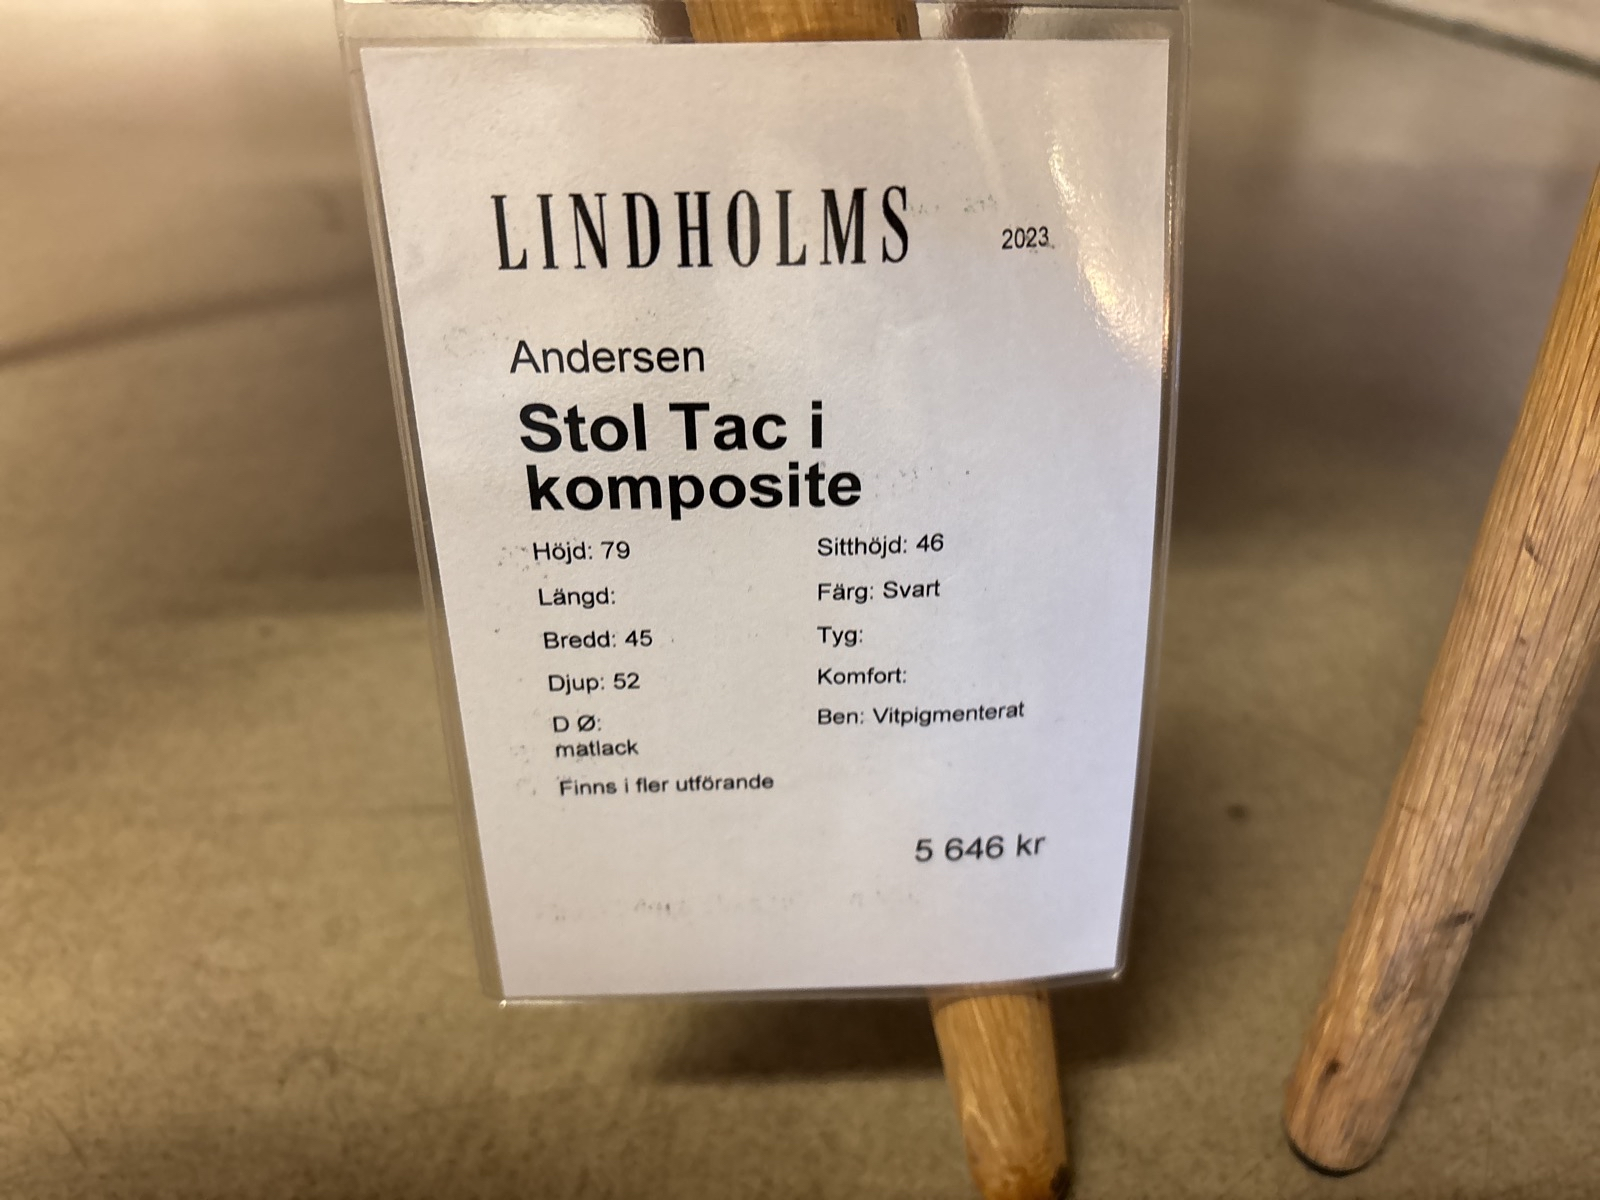 LINDHOLMS 2023
Andersen
Stol Tac i
komposite
Höjd: 79 Sitthöjd: 46
Längd: Färg: Svart
Bredd: 45 Tyg:
Djup: 52 Komfort:
D Ø: Ben: Vitpigmenterat
matlack
Finns i fler utförande
5 646 kr